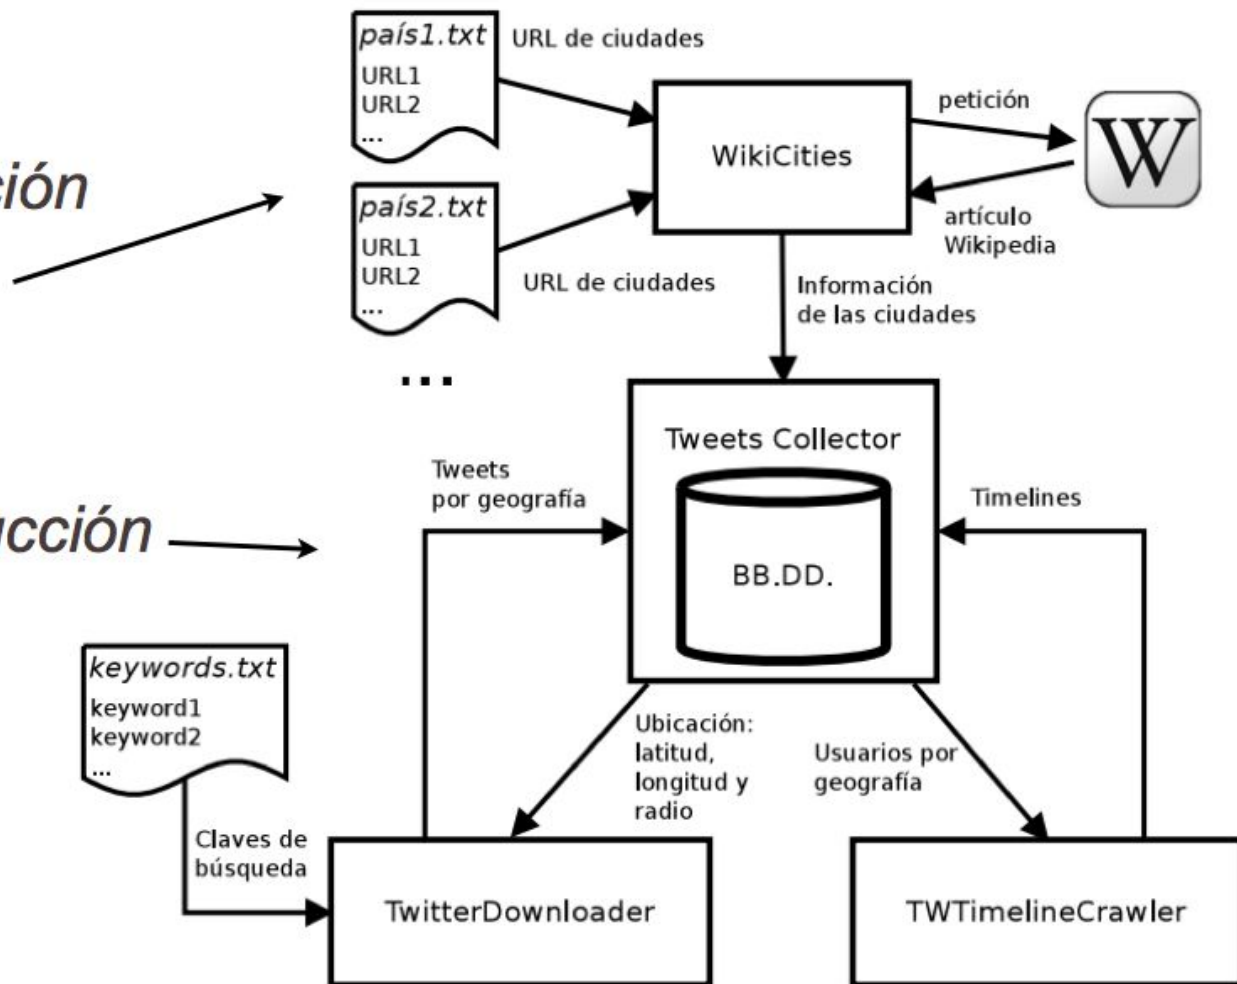 país1.txt
URL1
URL2
...
URL de ciudades
WikiCities
petición
W
artículo
Wikipedia
ción
país2.txt
URL1
URL2
...
URL de ciudades
Información
de las ciudades
...
Tweets Collector
BB.DD.
Tweets
por geografía
Timelines
ucción
keywords.txt
keyword1
keyword2
...
Claves de
búsqueda
Ubicación:
latitud,
longitud y
radio
Usuarios por
geografía
TwitterDownloader
TWTimelineCrawler